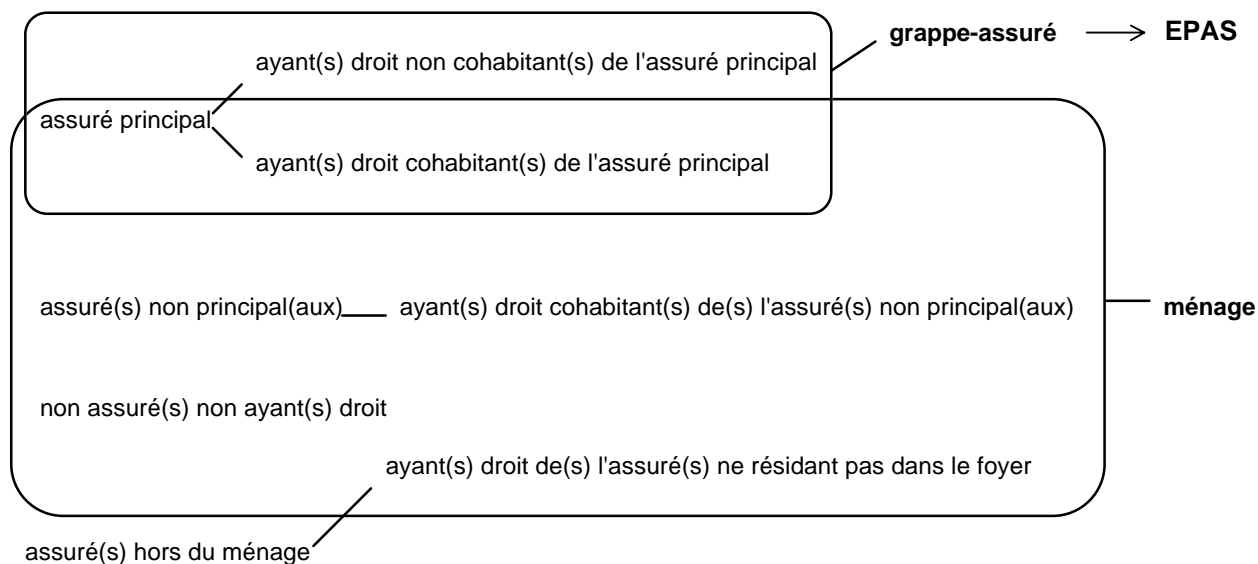 grappe-assuré → EPAS
ayant(s) droit non cohabitant(s) de l'assuré principal
assuré principal
ayant(s) droit cohabitant(s) de l'assuré principal
assuré(s) non principal(aux) ayant(s) droit cohabitant(s) de(s) l'assuré(s) non principal(aux)
ménage
non assuré(s) non ayant(s) droit
ayant(s) droit de(s) l'assuré(s) ne résidant pas dans le foyer
assuré(s) hors du ménage